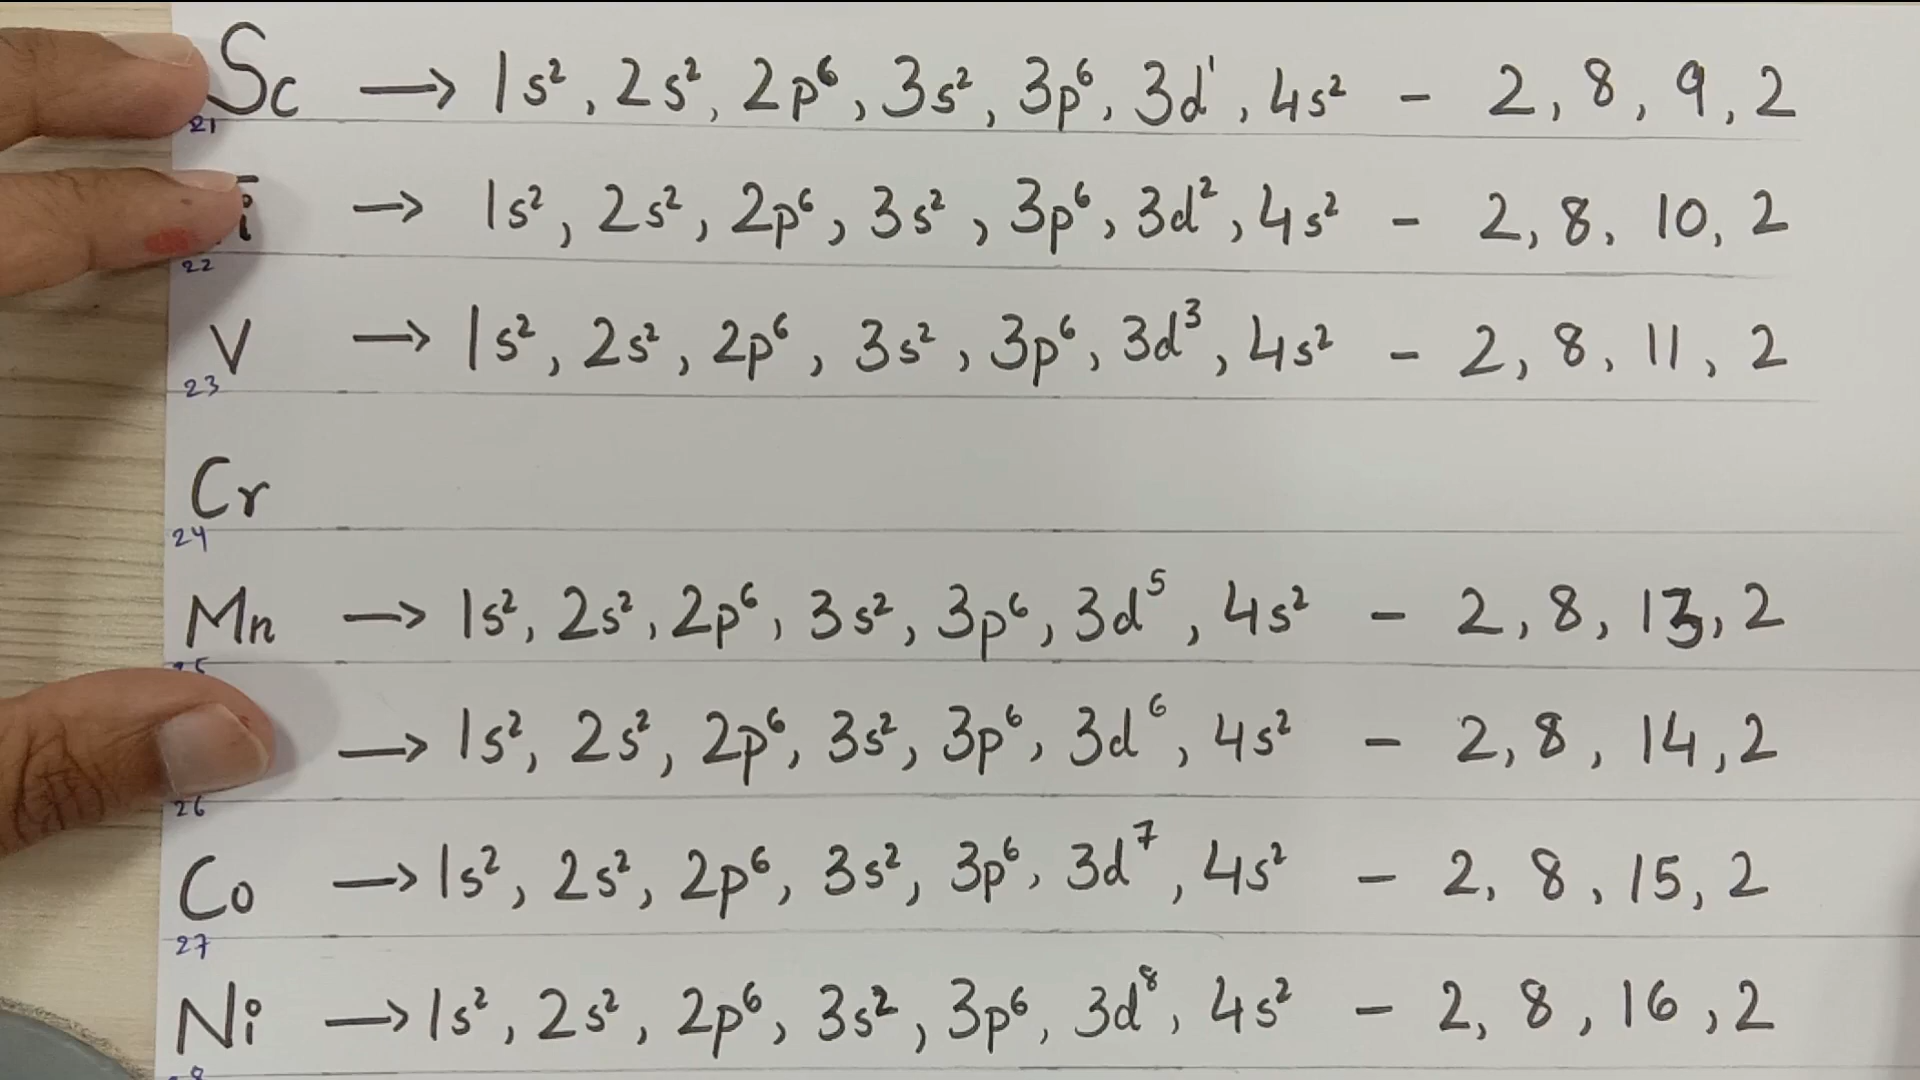 Sc → 1s², 2s², 2p⁶, 3s², 3p⁶, 3d¹, 4s² - 2, 8, 9, 2
21
→ 1s², 2s², 2p⁶, 3s², 3p⁶, 3d², 4s² - 2, 8, 10, 2
22
V → 1s², 2s², 2p⁶, 3s², 3p⁶, 3d³, 4s² - 2, 8, 11, 2
23
Cr
24
Mn → 1s², 2s², 2p⁶, 3s², 3p⁶, 3d⁵, 4s² - 2, 8, 13, 2
→ 1s², 2s², 2p⁶, 3s², 3p⁶, 3d⁶, 4s² - 2, 8, 14, 2
26
Co → 1s², 2s², 2p⁶, 3s², 3p⁶, 3d⁷, 4s² - 2, 8, 15, 2
27
Ni → 1s², 2s², 2p⁶, 3s², 3p⁶, 3d⁸, 4s² - 2, 8, 16, 2